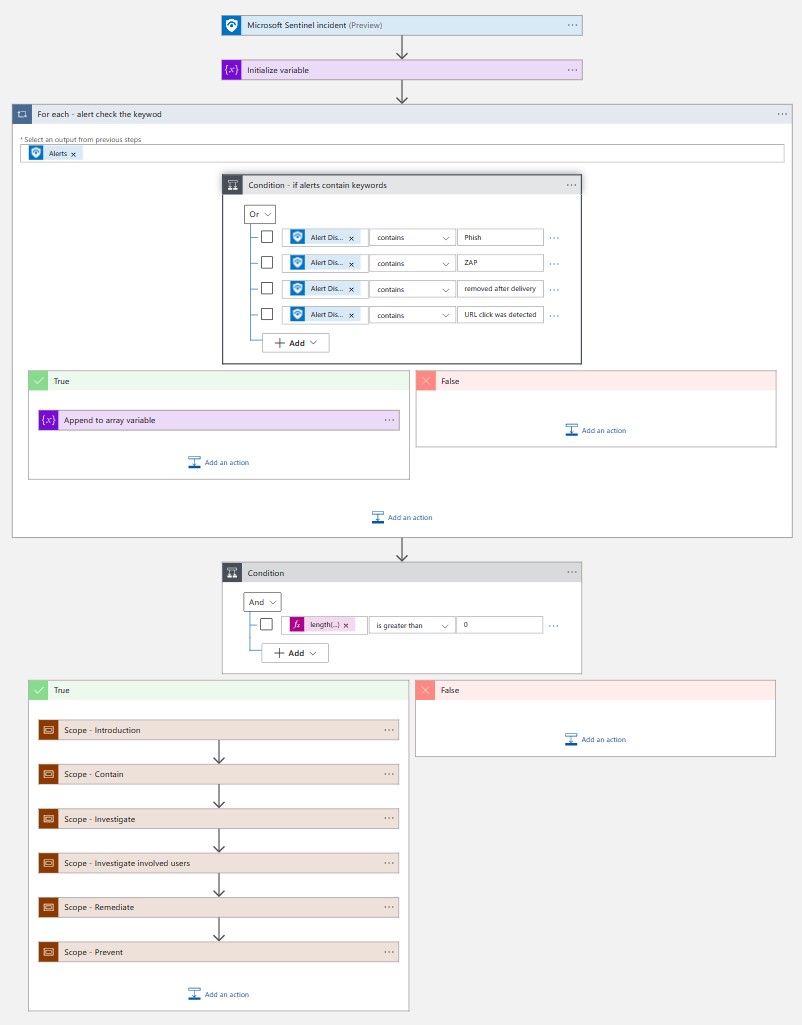 Microsoft Sentinel incident (Preview)
{x} Initialize variable
For each - alert check the keywod
* Select an output from previous steps
Alerts ×
Condition - if alerts contain keywords
Or
Alert Dis... × contains Phish
Alert Dis... × contains ZAP
Alert Dis... × contains removed after delivery
Alert Dis... × contains URL click was detected
+ Add
True
False
{x} Append to array variable
Add an action
Add an action
Add an action
Condition
And
fx length(...) × is greater than 0
+ Add
True
False
Scope - Introduction
Add an action
Scope - Contain
Scope - Investigate
Scope - Investigate involved users
Scope - Remediate
Scope - Prevent
Add an action